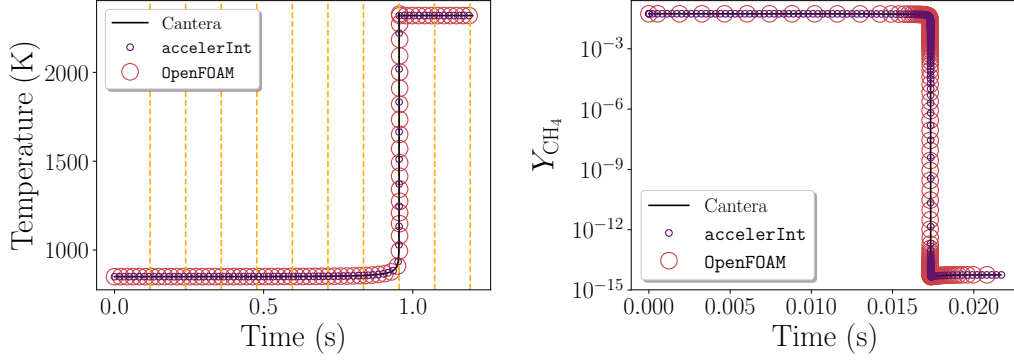 Temperature (K)
2000
1500
1000
Cantera
accelerInt
OpenFOAM
0.0
0.5
1.0
Time (s)
Y_{CH_4}
10^{-3}
10^{-6}
10^{-9}
10^{-12}
10^{-15}
Cantera
accelerInt
OpenFOAM
0.000
0.005
0.010
0.015
0.020
Time (s)